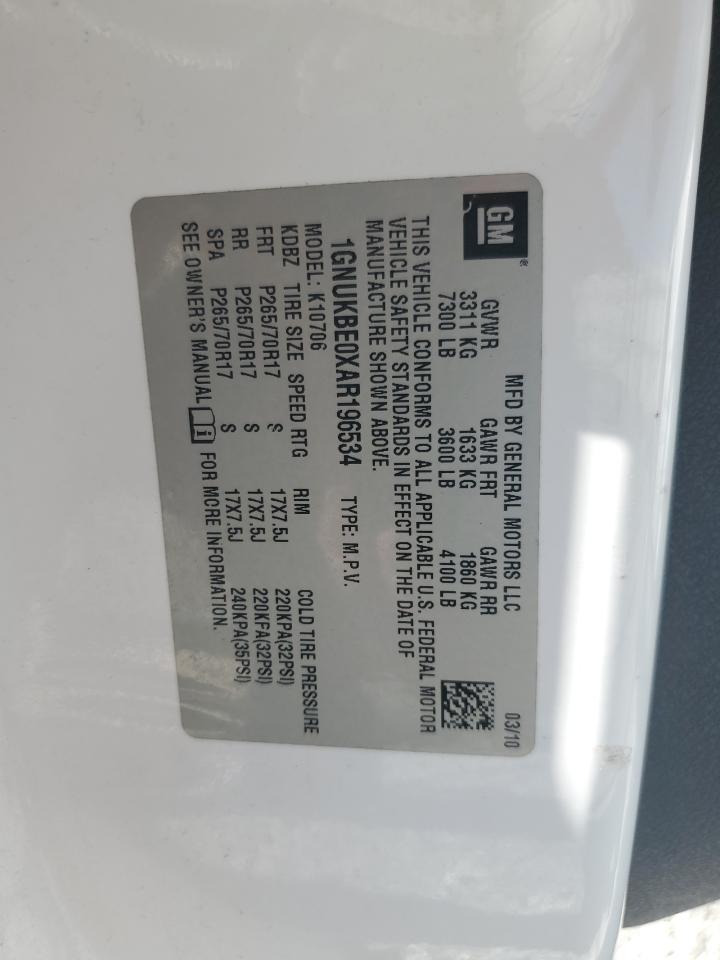 GM®
MFD BY GENERAL MOTORS LLC 03/10
GVWR GAWR FRT GAWR RR
3311 KG 1633 KG 1860 KG
7300 LB 3600 LB 4100 LB
THIS VEHICLE CONFORMS TO ALL APPLICABLE U.S. FEDERAL MOTOR
VEHICLE SAFETY STANDARDS IN EFFECT ON THE DATE OF
MANUFACTURE SHOWN ABOVE.
1GNUKBE0XAR196534 TYPE: M.P.V.
MODEL: K10706
KDBZ TIRE SIZE SPEED RTG RIM COLD TIRE PRESSURE
FRT P265/70R17 S 17X7.5J 220KPA(32PSI)
RR P265/70R17 S 17X7.5J 220KPA(32PSI)
SPA P265/70R17 S 17X7.5J 240KPA(35PSI)
SEE OWNER'S MANUAL FOR MORE INFORMATION.